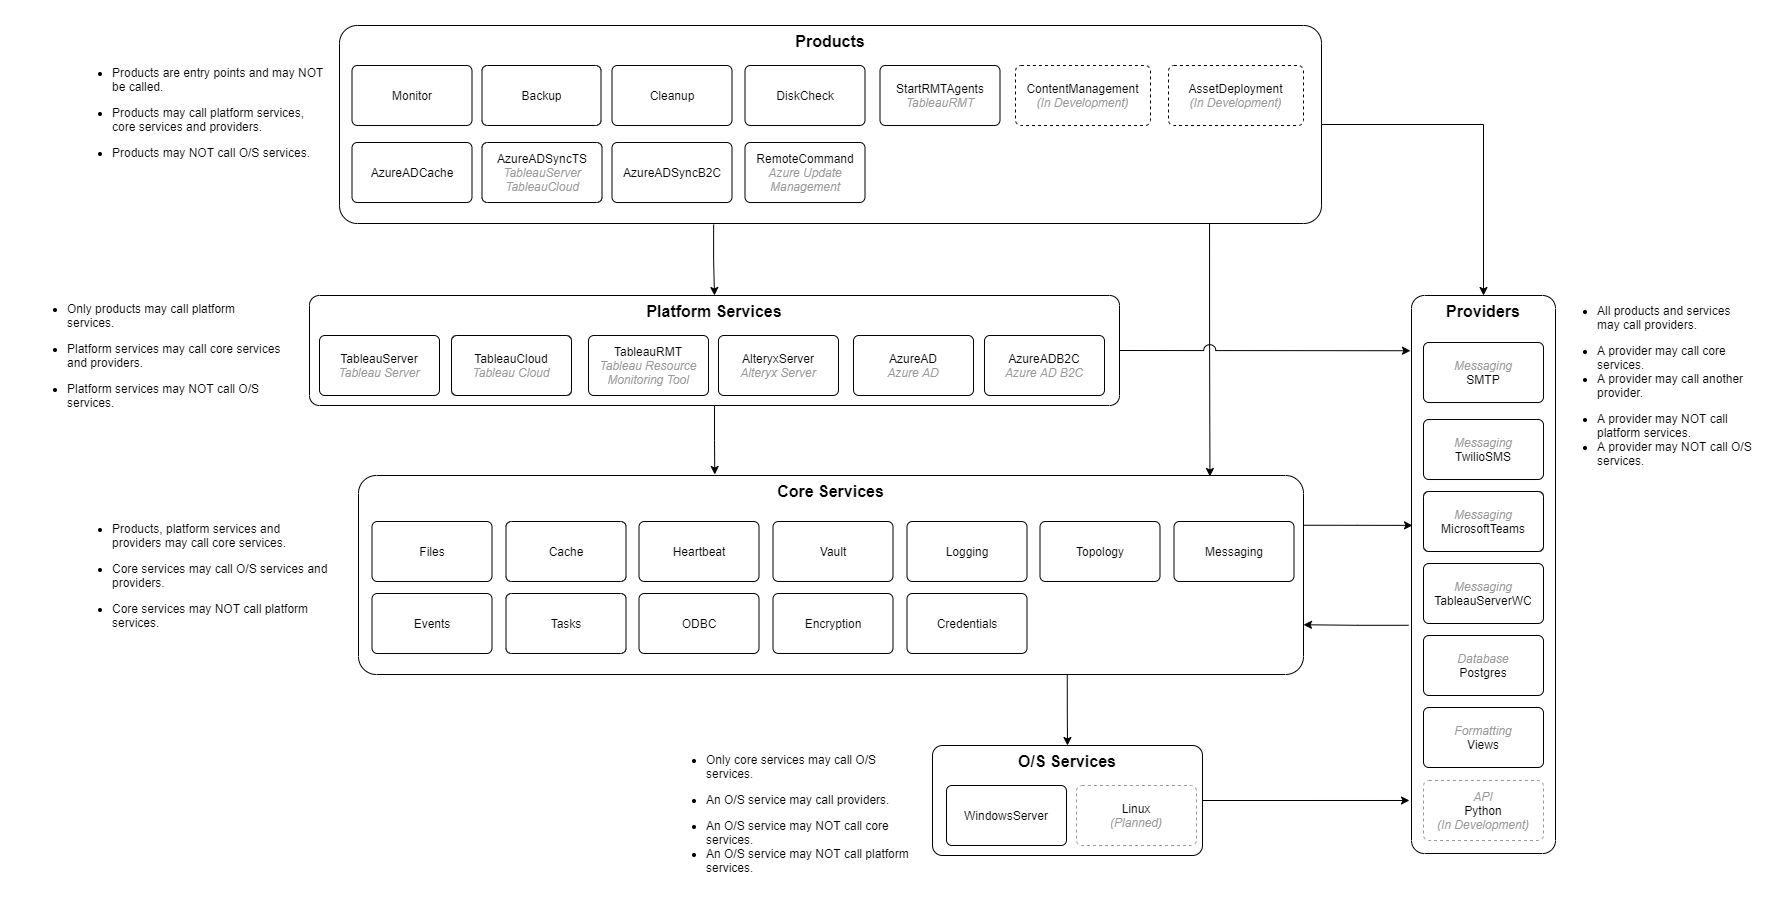 Products
Products are entry points and may NOT
be called.
Products may call platform services,
core services and providers.
Products may NOT call O/S services.
Monitor
Backup
Cleanup
DiskCheck
StartRMTAgents
TableauRMT
ContentManagement
(In Development)
AssetDeployment
(In Development)
AzureADCache
AzureADSyncTS
TableauServer
TableauCloud
AzureADSyncB2C
RemoteCommand
Azure Update
Management
Only products may call platform
services.
Platform services may call core services
and providers.
Platform services may NOT call O/S
services.
Platform Services
TableauServer
Tableau Server
TableauCloud
Tableau Cloud
TableauRMT
Tableau Resource
Monitoring Tool
AlteryxServer
Alteryx Server
AzureAD
Azure AD
AzureADB2C
Azure AD B2C
Providers
Messaging
SMTP
Messaging
TwilioSMS
Messaging
MicrosoftTeams
Messaging
TableauServerWC
Database
Postgres
Formatting
Views
API
Python
(In Development)
All products and services
may call providers.
A provider may call core
services.
A provider may call another
provider.
A provider may NOT call
platform services.
A provider may NOT call O/S
services.
Products, platform services and
providers may call core services.
Core services may call O/S services and
providers.
Core services may NOT call platform
services.
Core Services
Files
Cache
Heartbeat
Vault
Logging
Topology
Messaging
Events
Tasks
ODBC
Encryption
Credentials
Only core services may call O/S
services.
An O/S service may call providers.
An O/S service may NOT call core
services.
An O/S service may NOT call platform
services.
O/S Services
WindowsServer
Linux
(Planned)